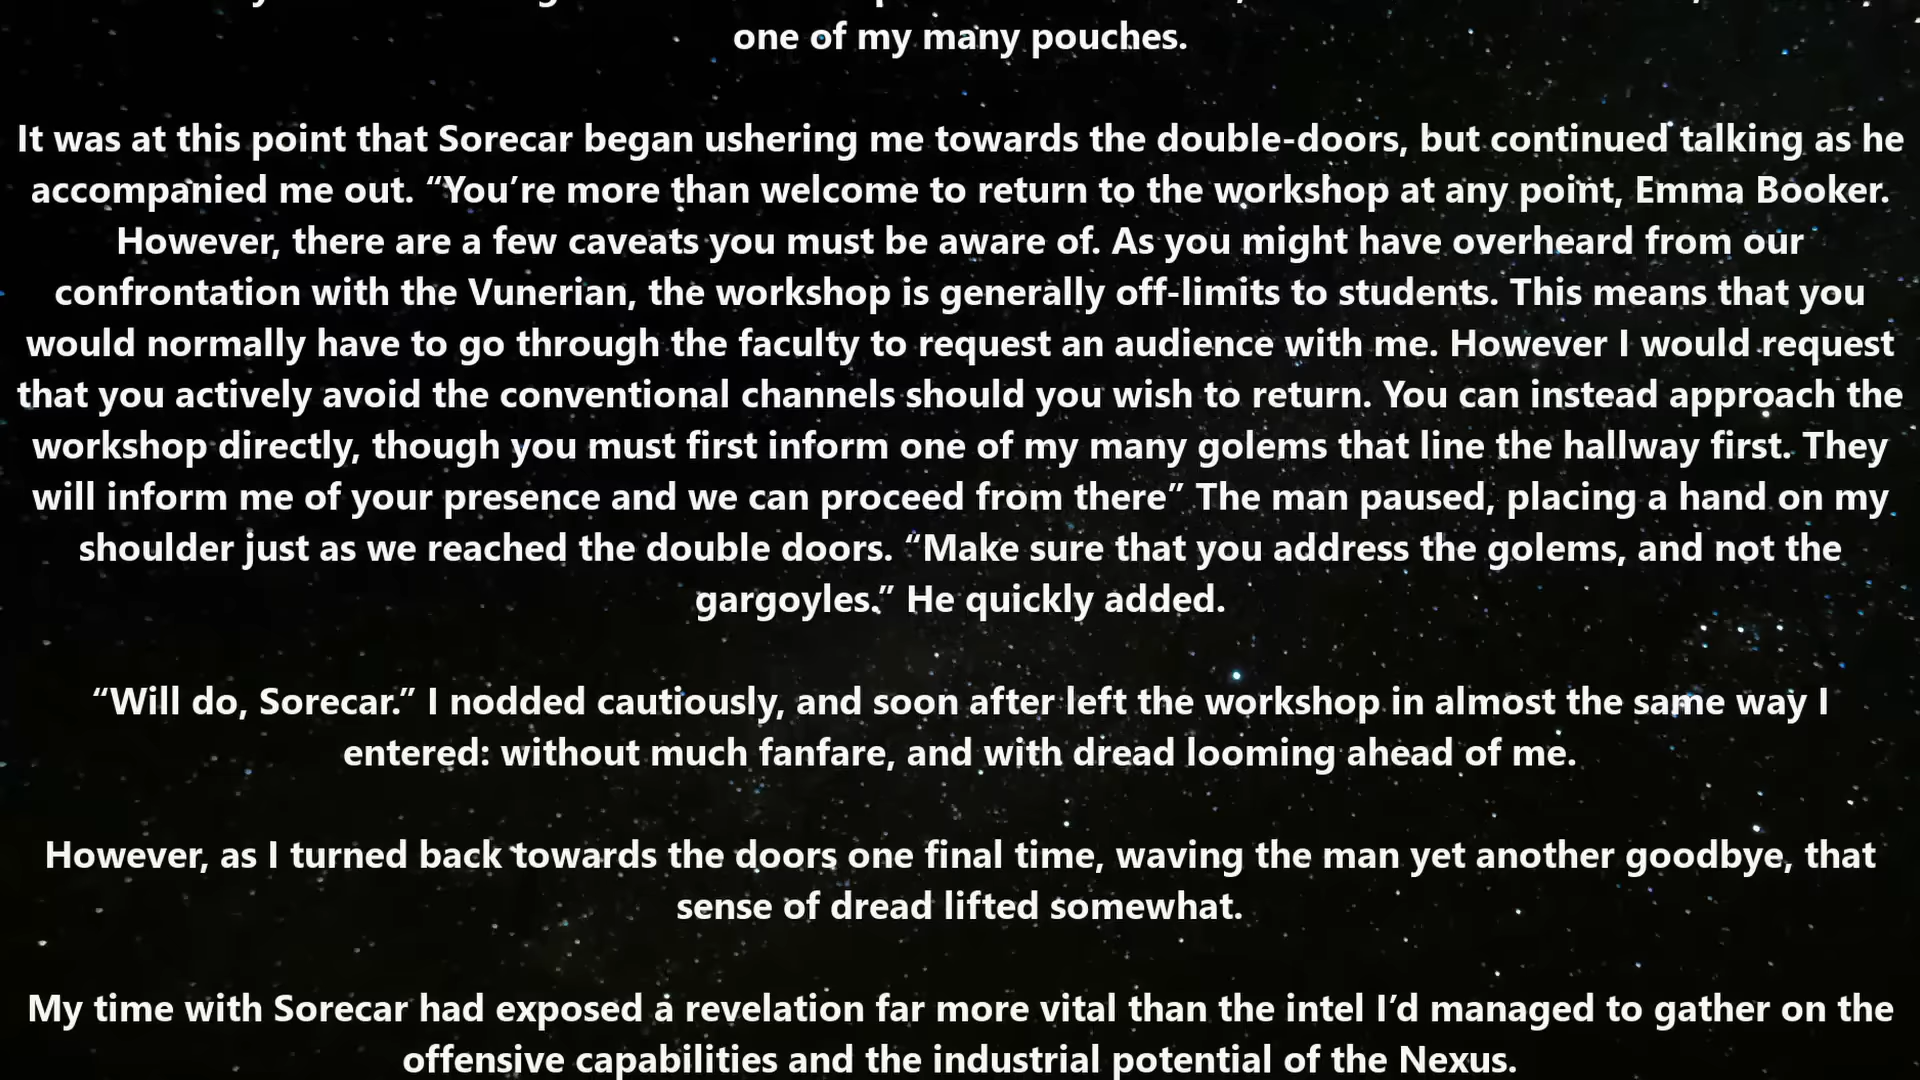 one of my many pouches.
It was at this point that Sorecar began ushering me towards the double-doors, but continued talking as he
accompanied me out. “You’re more than welcome to return to the workshop at any point, Emma Booker.
However, there are a few caveats you must be aware of. As you might have overheard from our
confrontation with the Vunerian, the workshop is generally off-limits to students. This means that you
would normally have to go through the faculty to request an audience with me. However I would request
that you actively avoid the conventional channels should you wish to return. You can instead approach the
workshop directly, though you must first inform one of my many golems that line the hallway first. They
will inform me of your presence and we can proceed from there” The man paused, placing a hand on my
shoulder just as we reached the double doors. “Make sure that you address the golems, and not the
gargoyles.” He quickly added.
“Will do, Sorecar.” I nodded cautiously, and soon after left the workshop in almost the same way I
entered: without much fanfare, and with dread looming ahead of me.
However, as I turned back towards the doors one final time, waving the man yet another goodbye, that
sense of dread lifted somewhat.
My time with Sorecar had exposed a revelation far more vital than the intel I’d managed to gather on the
offensive capabilities and the industrial potential of the Nexus.